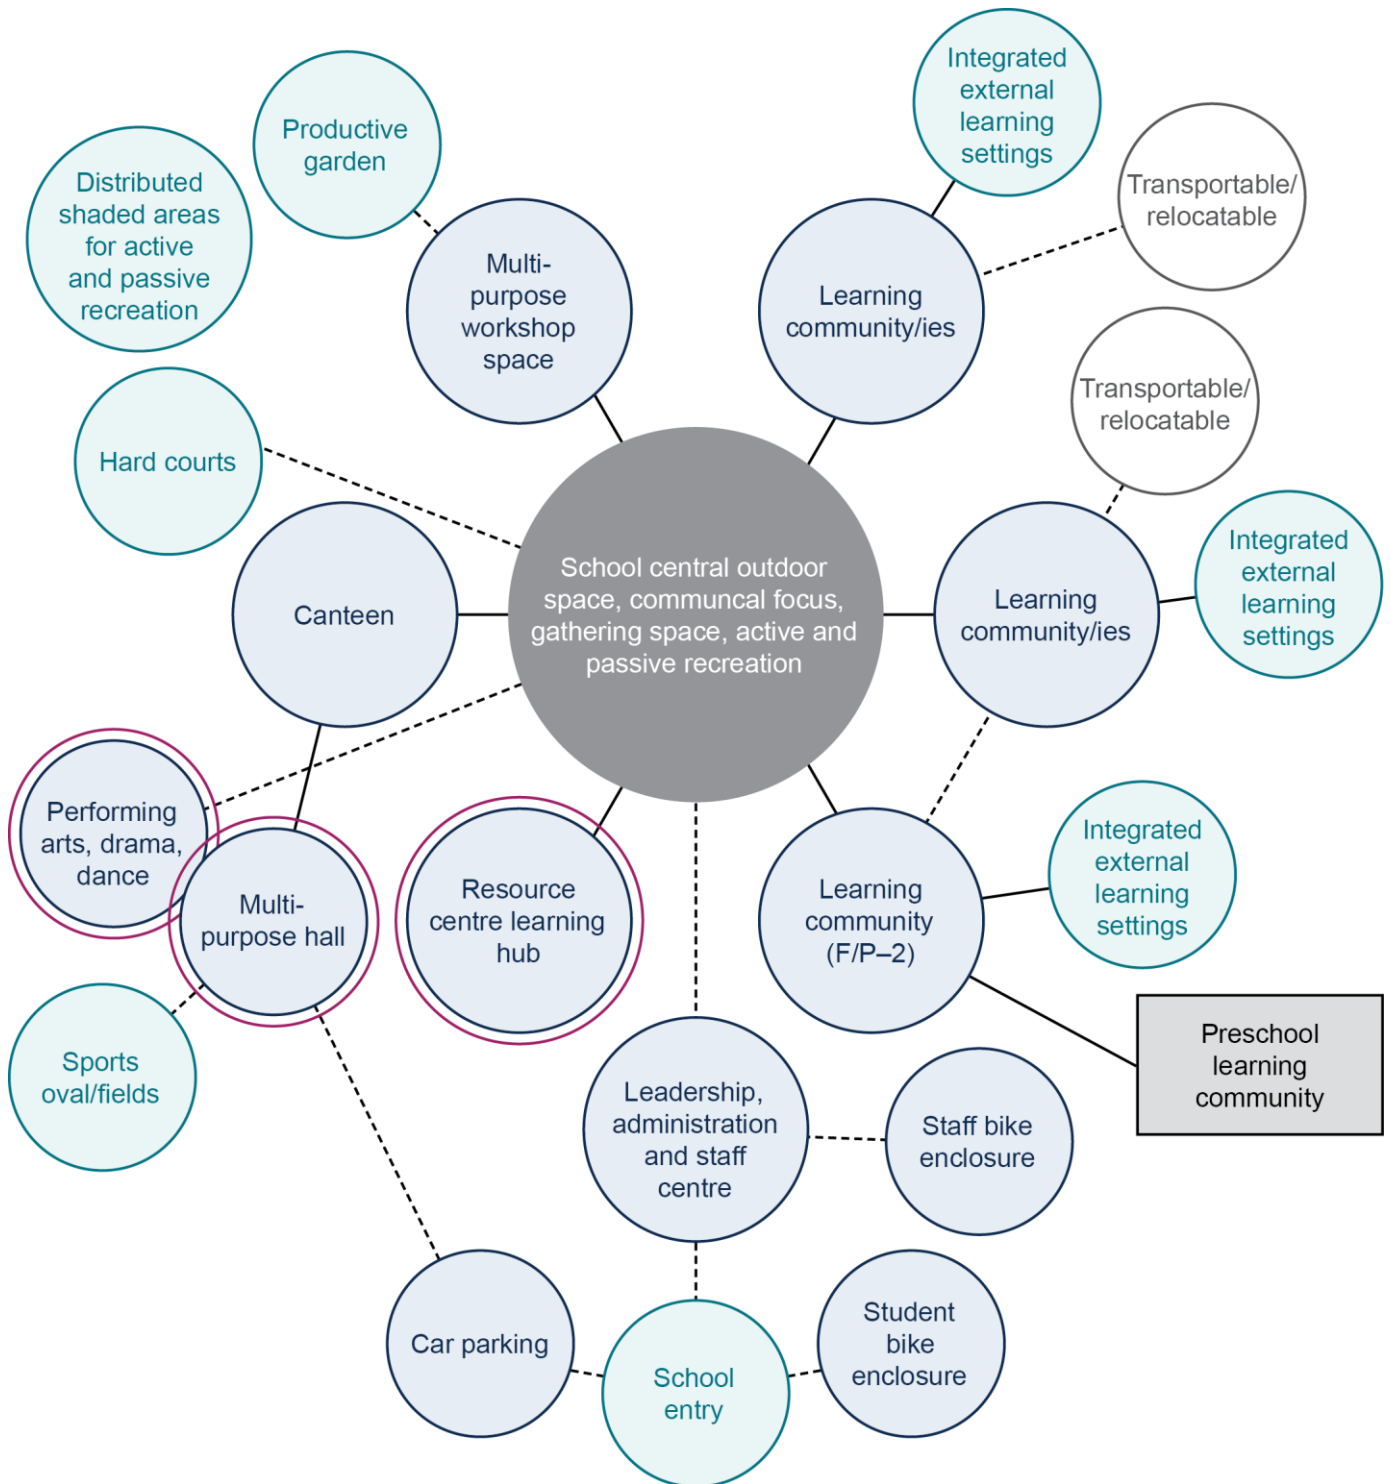 Integrated
external
learning
settings
Productive
garden
Distributed
shaded areas
for active
and passive
recreation
Transportable/
relocatable
Multi-
purpose
workshop
space
Learning
community/ies
Transportable/
relocatable
Hard courts
Integrated
external
learning
settings
School central outdoor
space, communcal focus,
gathering space, active and
passive recreation
Canteen
Learning
community/ies
Performing
arts, drama,
dance
Multi-
purpose hall
Resource
centre learning
hub
Learning
community
(F/P–2)
Integrated
external
learning
settings
Preschool
learning
community
Sports
oval/fields
Leadership,
administration
and staff
centre
Staff bike
enclosure
Car parking
School
entry
Student
bike
enclosure